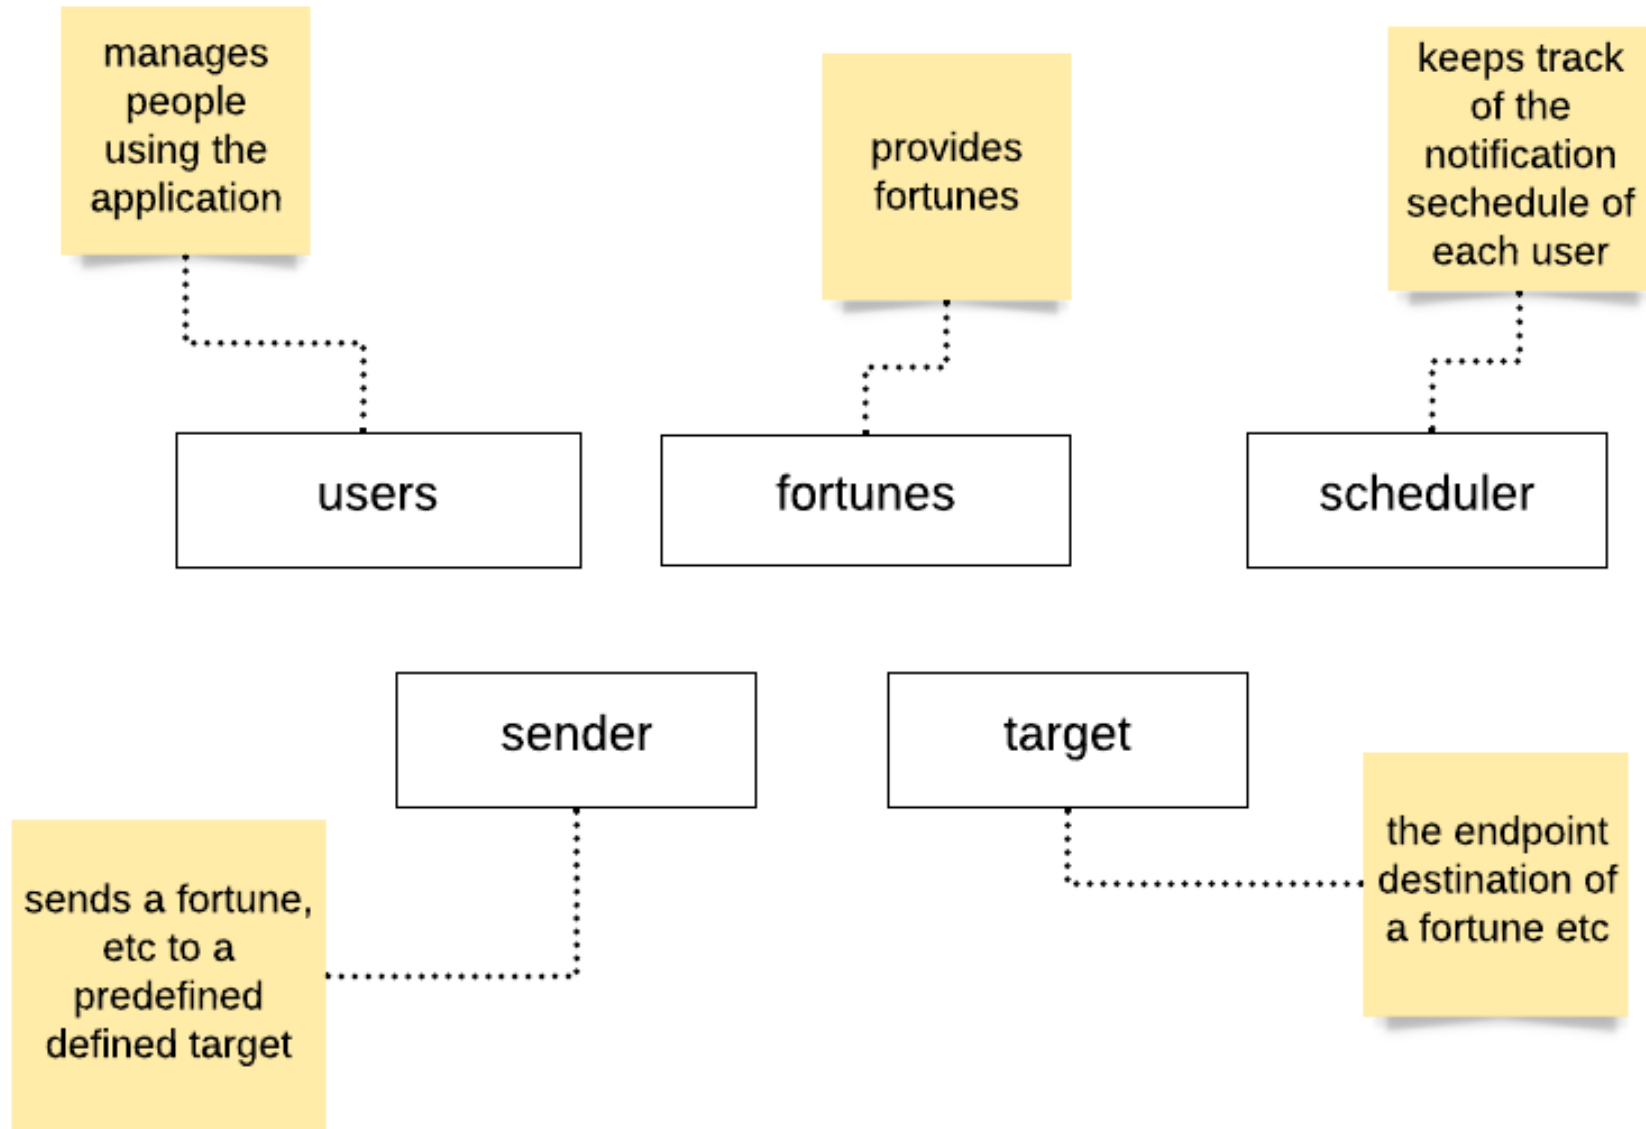 manages
people
using the
application
provides
fortunes
keeps track
of the
notification
sechedule of
each user
users
fortunes
scheduler
sender
target
sends a fortune,
etc to a
predefined
defined target
the endpoint
destination of
a fortune etc